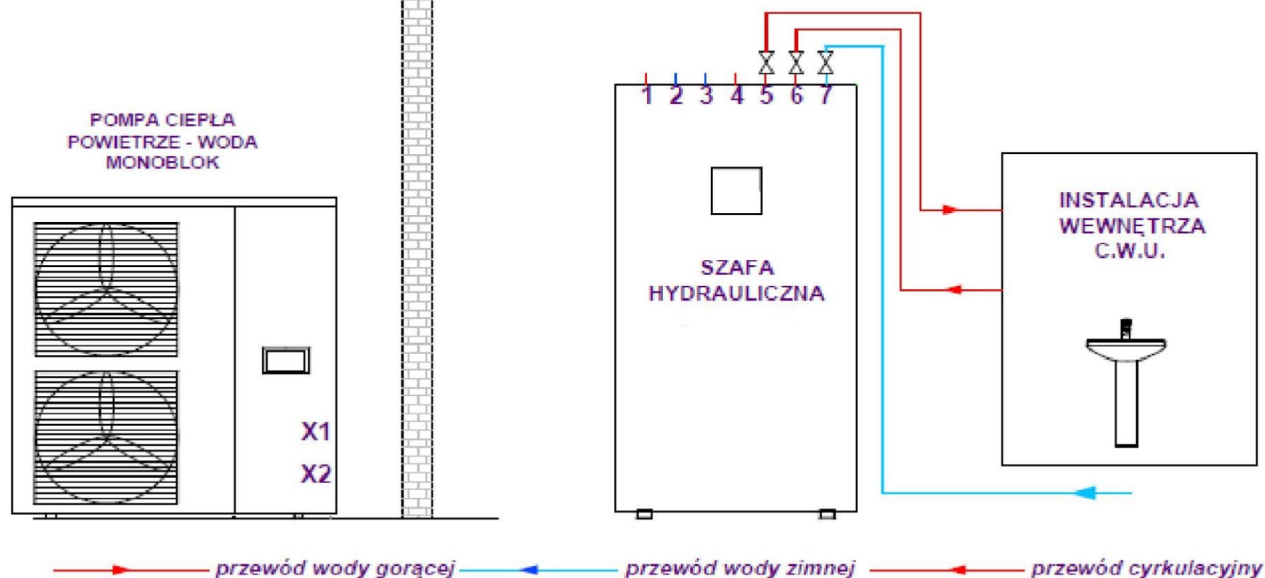 POMPA CIEPŁA
POWIETRZE - WODA
MONOBLOK
X1
X2
1 2 3 4 5 6 7
SZAFA
HYDRAULICZNA
INSTALACJA
WEWNĘTRZA
C.W.U.
przewód wody gorącej
przewód wody zimnej
przewód cyrkulacyjny